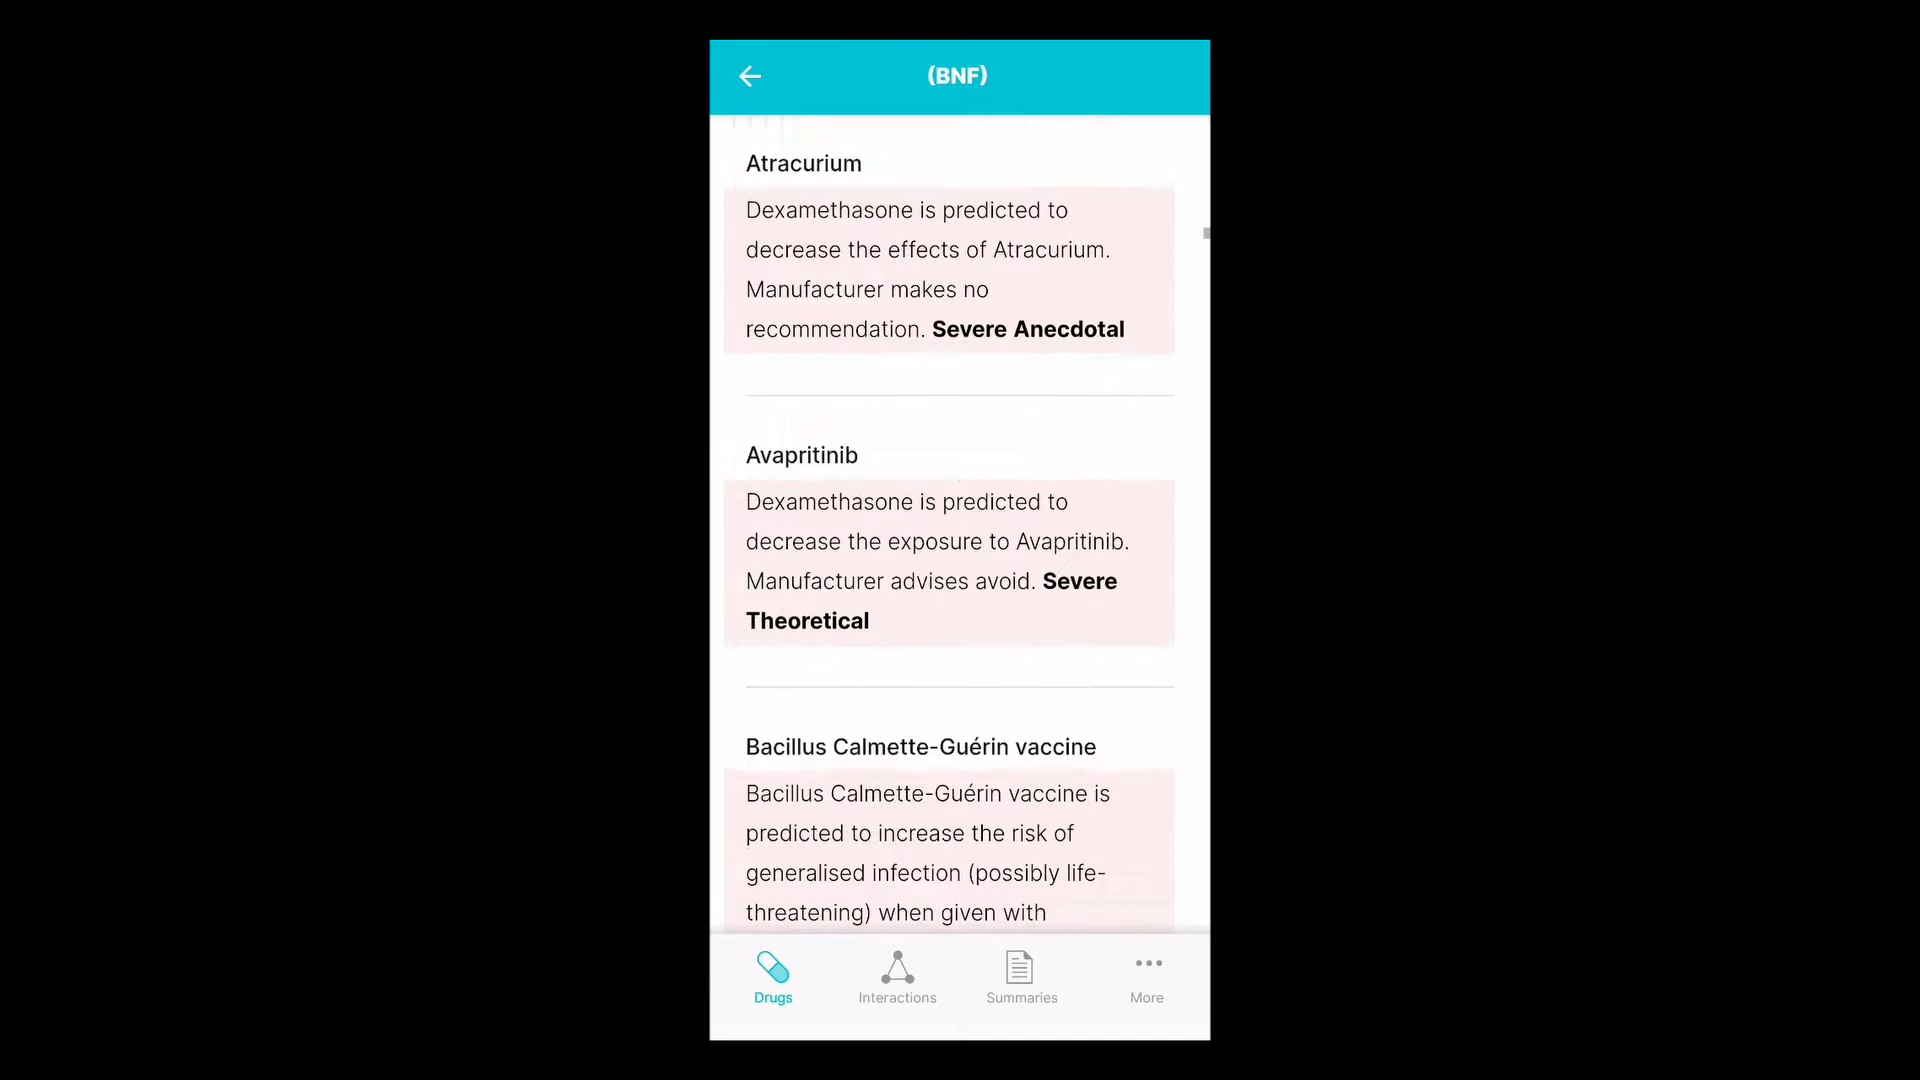 (BNF)
Atracurium
Dexamethasone is predicted to
decrease the effects of Atracurium.
Manufacturer makes no
recommendation. Severe Anecdotal
Avapritinib
Dexamethasone is predicted to
decrease the exposure to Avapritinib.
Manufacturer advises avoid. Severe
Theoretical
Bacillus Calmette-Guérin vaccine
Bacillus Calmette-Guérin vaccine is
predicted to increase the risk of
generalised infection (possibly life-
threatening) when given with
Drugs
Interactions
Summaries
More